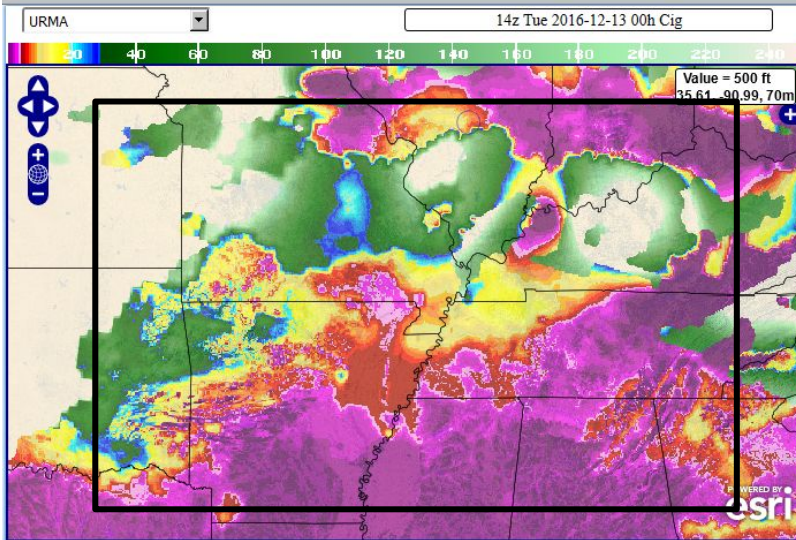 URMA
14z Tue 2016-12-13 00h Cig
40 60 80 100 120 140 160 180 200 220 240
Value = 500 ft
35.61, -90.99, 70m
POWERED BY
esri